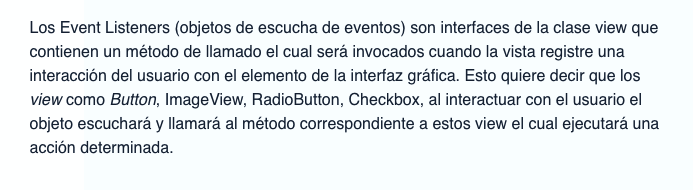 Los Event Listeners (objetos de escucha de eventos) son interfaces de la clase view que
contienen un método de llamado el cual será invocados cuando la vista registre una
interacción del usuario con el elemento de la interfaz gráfica. Esto quiere decir que los
view como Button, ImageView, RadioButton, Checkbox, al interactuar con el usuario el
objeto escuchará y llamará al método correspondiente a estos view el cual ejecutará una
acción determinada.